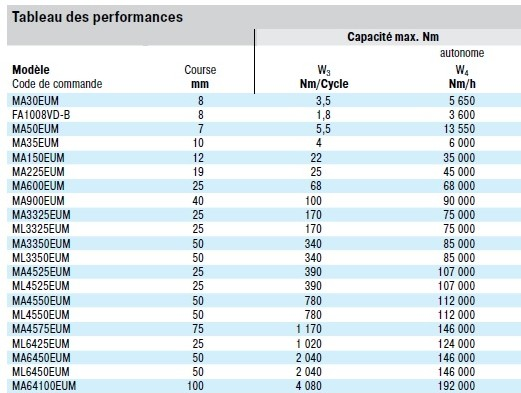 Tableau des performances
Capacité max. Nm
autonome
Modèle Course W3 W4
Code de commande mm Nm/Cycle Nm/h
MA30EUM 8 3,5 5 650
FA1008VD-B 8 1,8 3 600
MA50EUM 7 5,5 13 550
MA35EUM 10 4 6 000
MA150EUM 12 22 35 000
MA225EUM 19 25 45 000
MA600EUM 25 68 68 000
MA900EUM 40 100 90 000
MA3325EUM 25 170 75 000
ML3325EUM 25 170 75 000
MA3350EUM 50 340 85 000
ML3350EUM 50 340 85 000
MA4525EUM 25 390 107 000
ML4525EUM 25 390 107 000
MA4550EUM 50 780 112 000
ML4550EUM 50 780 112 000
MA4575EUM 75 1 170 146 000
ML6425EUM 25 1 020 124 000
MA6450EUM 50 2 040 146 000
ML6450EUM 50 2 040 146 000
MA64100EUM 100 4 080 192 000